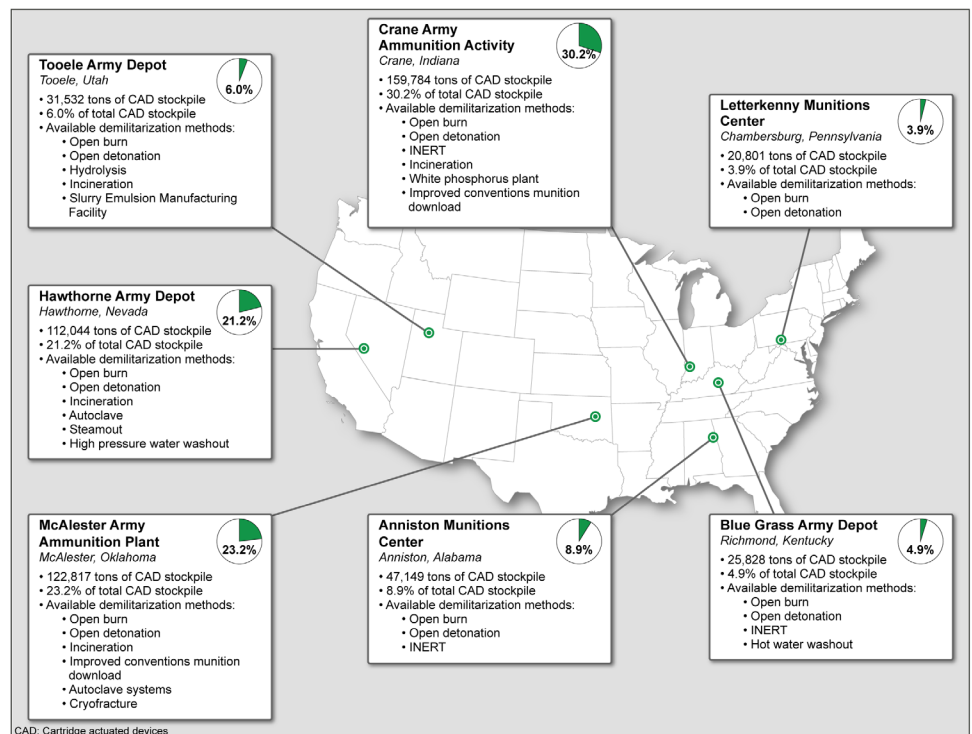 Tooele Army Depot
Tooele, Utah
6.0%
• 31,532 tons of CAD stockpile
• 6.0% of total CAD stockpile
• Available demilitarization methods:
• Open burn
• Open detonation
• Hydrolysis
• Incineration
• Slurry Emulsion Manufacturing
Facility
Crane Army
Ammunition Activity
Crane, Indiana
30.2%
• 159,784 tons of CAD stockpile
• 30.2% of total CAD stockpile
• Available demilitarization methods:
• Open burn
• Open detonation
• INERT
• Incineration
• White phosphorus plant
• Improved conventions munition
download
Letterkenny Munitions
Center
Chambersburg, Pennsylvania
3.9%
• 20,801 tons of CAD stockpile
• 3.9% of total CAD stockpile
• Available demilitarization methods:
• Open burn
• Open detonation
Hawthorne Army Depot
Hawthorne, Nevada
21.2%
• 112,044 tons of CAD stockpile
• 21.2% of total CAD stockpile
• Available demilitarization methods:
• Open burn
• Open detonation
• Incineration
• Autoclave
• Steamout
• High pressure water washout
McAlester Army
Ammunition Plant
McAlester, Oklahoma
23.2%
• 122,817 tons of CAD stockpile
• 23.2% of total CAD stockpile
• Available demilitarization methods:
• Open burn
• Open detonation
• Incineration
• Improved conventions munition
download
• Autoclave systems
• Cryofracture
Anniston Munitions
Center
Anniston, Alabama
8.9%
• 47,149 tons of CAD stockpile
• 8.9% of total CAD stockpile
• Available demilitarization methods:
• Open burn
• Open detonation
• INERT
Blue Grass Army Depot
Richmond, Kentucky
4.9%
• 25,828 tons of CAD stockpile
• 4.9% of total CAD stockpile
• Available demilitarization methods:
• Open burn
• Open detonation
• INERT
• Hot water washout
CAD: Cartridge actuated devices